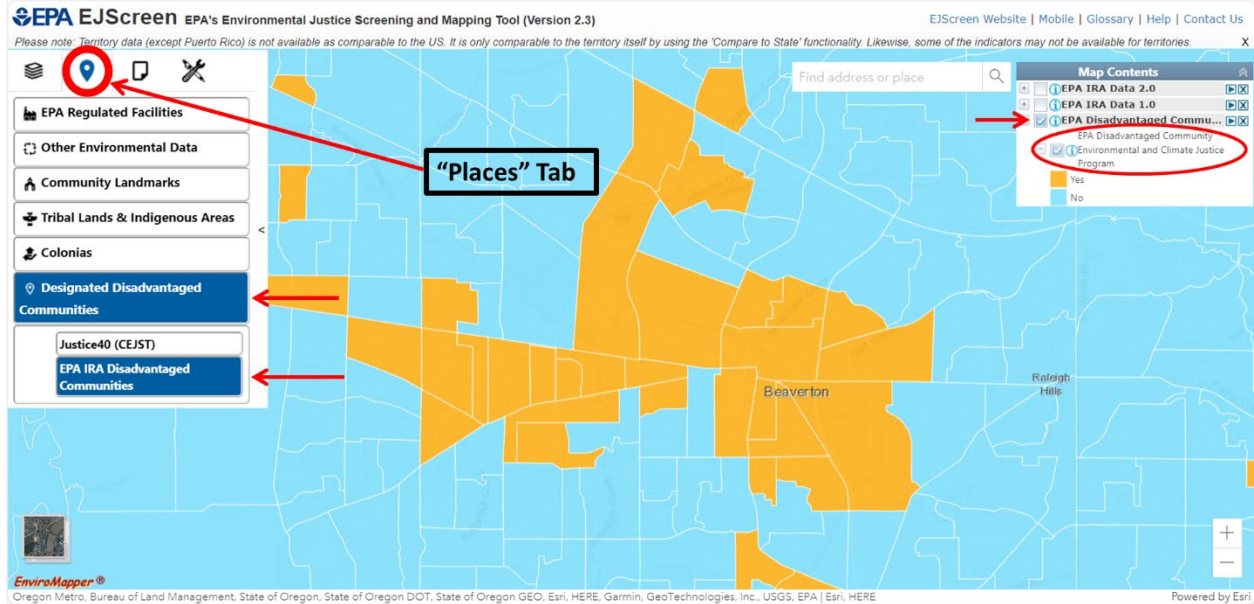 EPA EJScreen EPA's Environmental Justice Screening and Mapping Tool (Version 2.3)
EJScreen Website | Mobile | Glossary | Help | Contact Us
Please note: Territory data (except Puerto Rico) is not available as comparable to the US. It is only comparable to the territory itself by using the 'Compare to State' functionality. Likewise, some of the indicators may not be available for territories. X
EPA Regulated Facilities
Other Environmental Data
Community Landmarks
Tribal Lands & Indigenous Areas
Colonias
Designated Disadvantaged
Communities
Justice40 (CEJST)
EPA IRA Disadvantaged
Communities
<
"Places" Tab
Find address or place
Map Contents
EPA IRA Data 2.0
EPA IRA Data 1.0
EPA Disadvantaged Commu...
EPA Disadvantaged Community
Environmental and Climate Justice
Program
Yes
No
Beaverton
Raleigh
Hills
+
−
EnviroMapper ®
Oregon Metro, Bureau of Land Management, State of Oregon, State of Oregon DOT, State of Oregon GEO, Esri, HERE, Garmin, GeoTechnologies, Inc., USGS, EPA | Esri, HERE
Powered by Esri